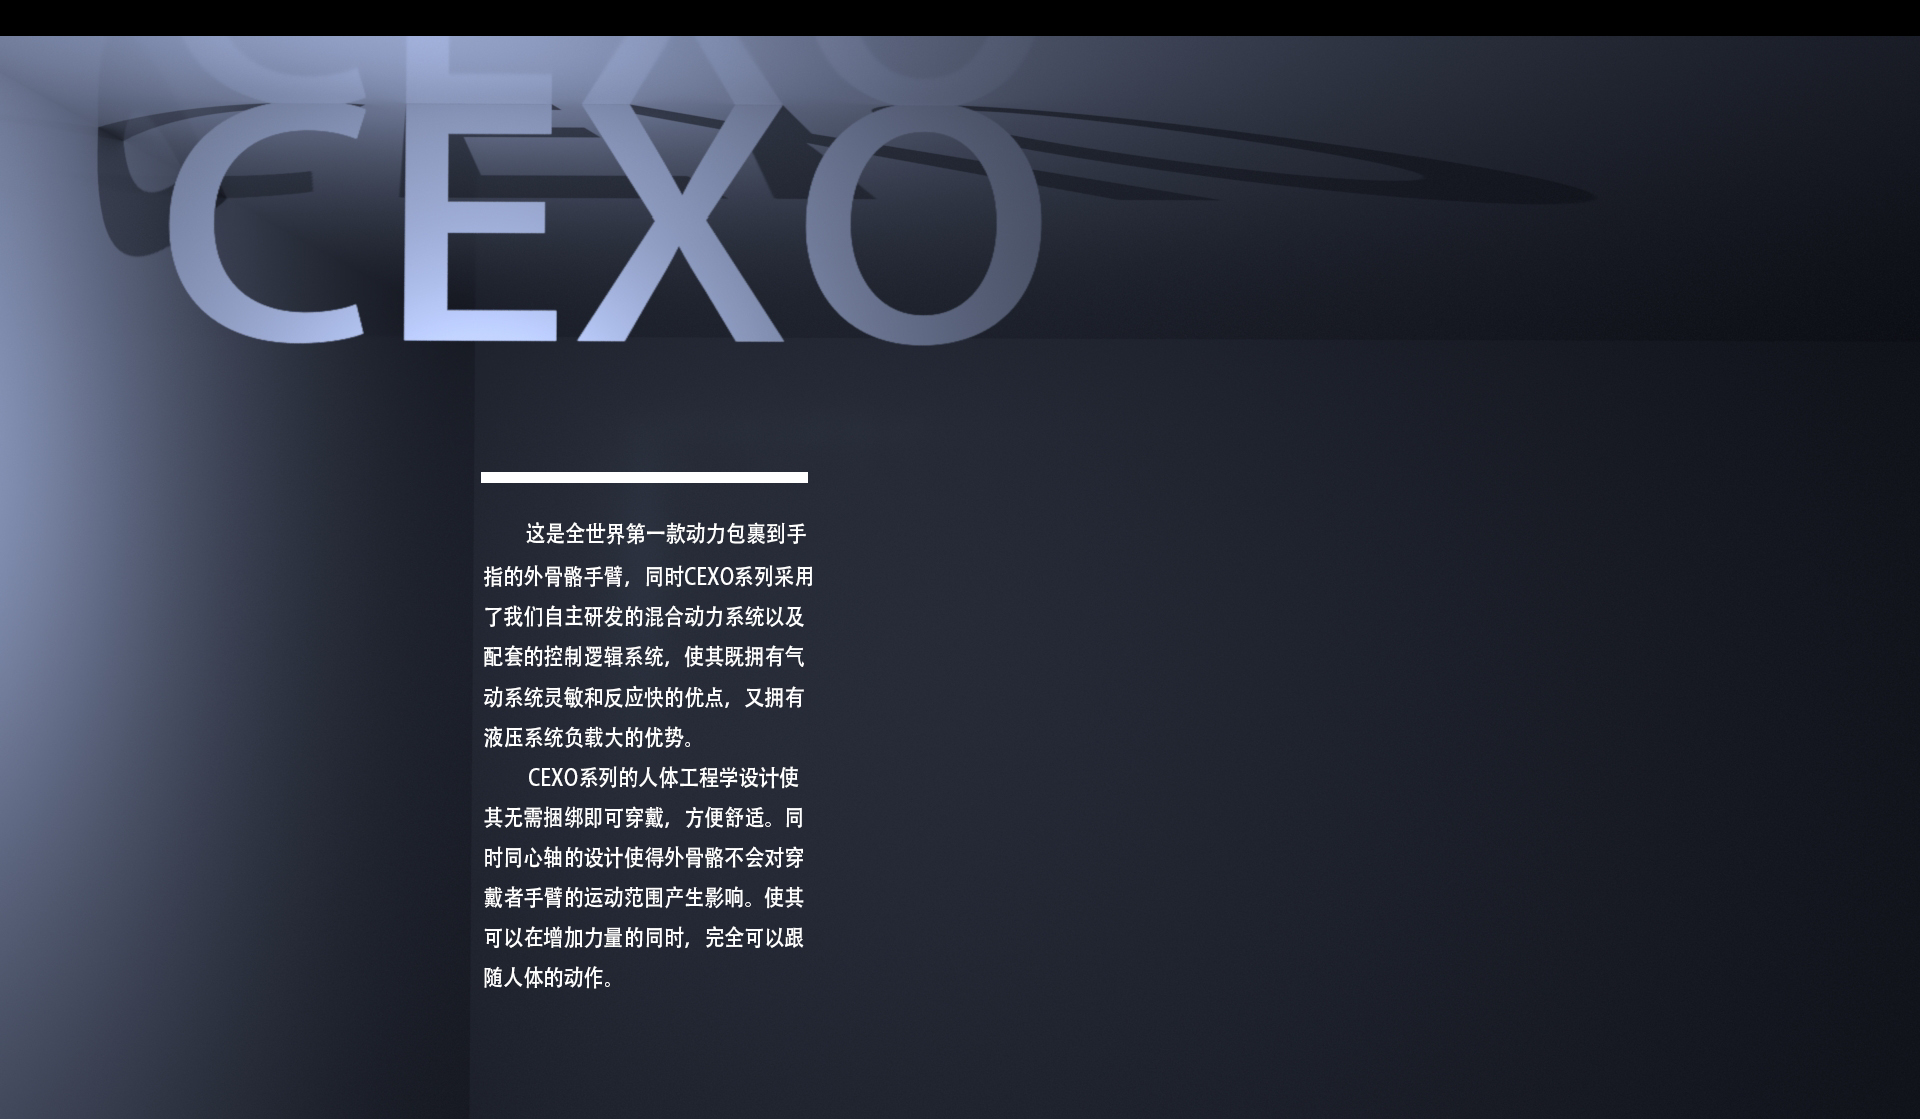 CEXO
这是全世界第一款动力包裹到手
指的外骨骼手臂，同时CEXO系列采用
了我们自主研发的混合动力系统以及
配套的控制逻辑系统，使其既拥有气
动系统灵敏和反应快的优点，又拥有
液压系统负载大的优势。
CEXO系列的人体工程学设计使
其无需捆绑即可穿戴，方便舒适。同
时同心轴的设计使得外骨骼不会对穿
戴者手臂的运动范围产生影响。使其
可以在增加力量的同时，完全可以跟
随人体的动作。